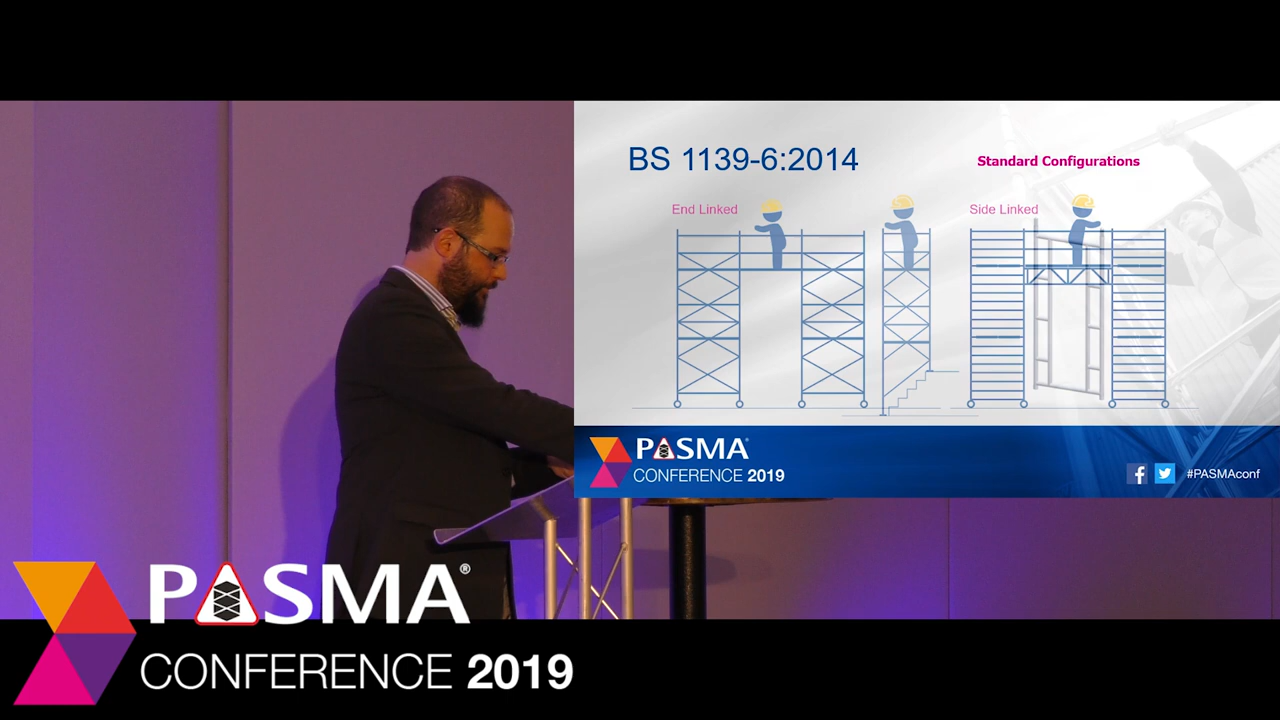 BS 1139-6:2014
Standard Configurations
End Linked
Side Linked
PASMA®
CONFERENCE 2019
#PASMAconf
PASMA®
CONFERENCE 2019